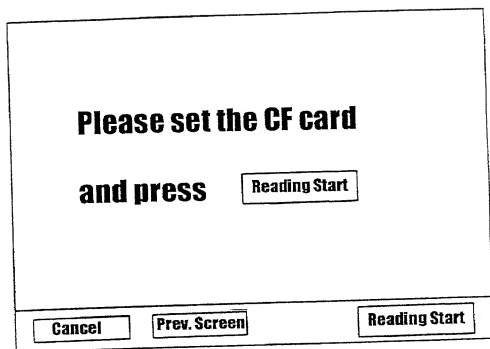 Please set the CF card
and press Reading Start
Cancel Prev. Screen Reading Start